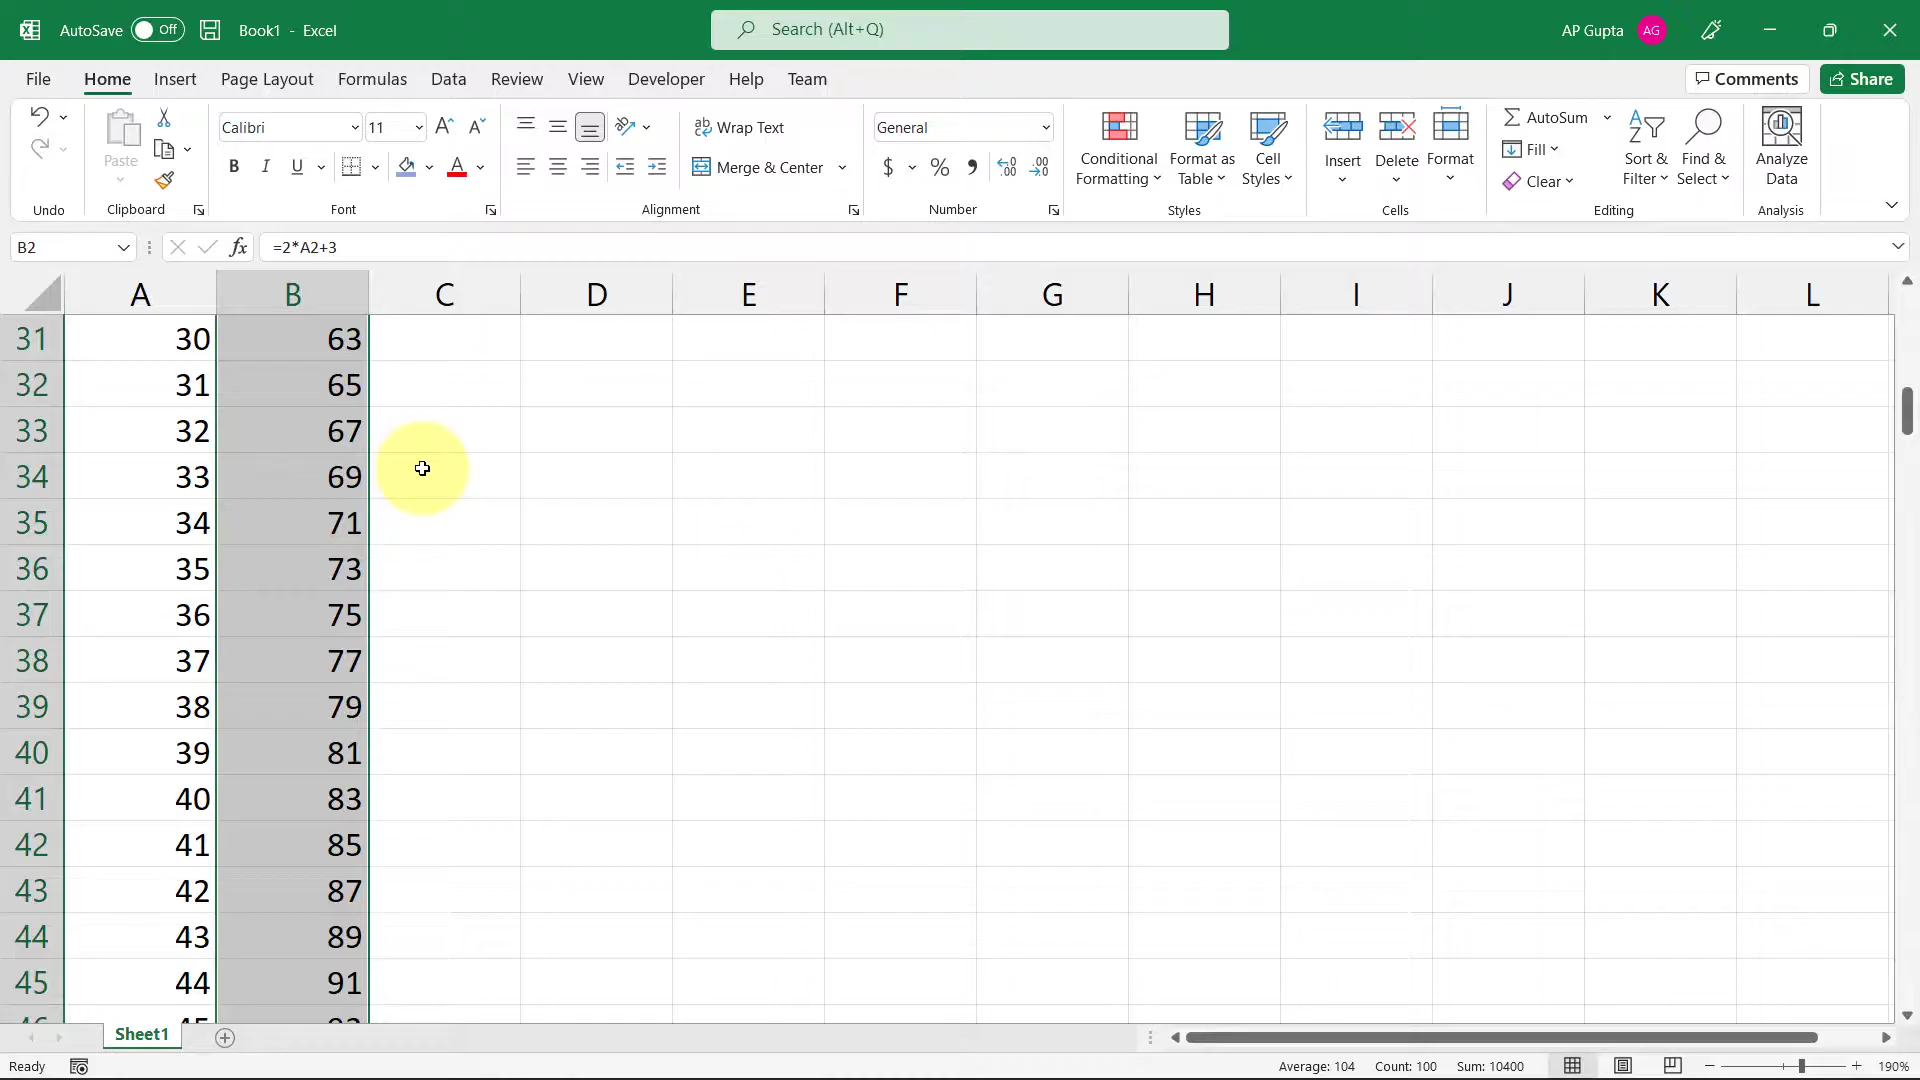 AutoSave Off Book1 - Excel Search (Alt+Q) AP Gupta AG
File Home Insert Page Layout Formulas Data Review View Developer Help Team Comments Share
Calibri 11 Wrap Text General AutoSum
Paste Conditional Formatting Format as Table Cell Styles Insert Delete Format Fill Sort & Filter Find & Select Analyze Data
B I U A Merge & Center $ % Clear
Undo Clipboard Font Alignment Number Styles Cells Editing Analysis
B2 fx =2*A2+3
A B C D E F G H I J K L
31 30 63
32 31 65
33 32 67
34 33 69
35 34 71
36 35 73
37 36 75
38 37 77
39 38 79
40 39 81
41 40 83
42 41 85
43 42 87
44 43 89
45 44 91
Sheet1
Ready Average: 104 Count: 100 Sum: 10400 190%